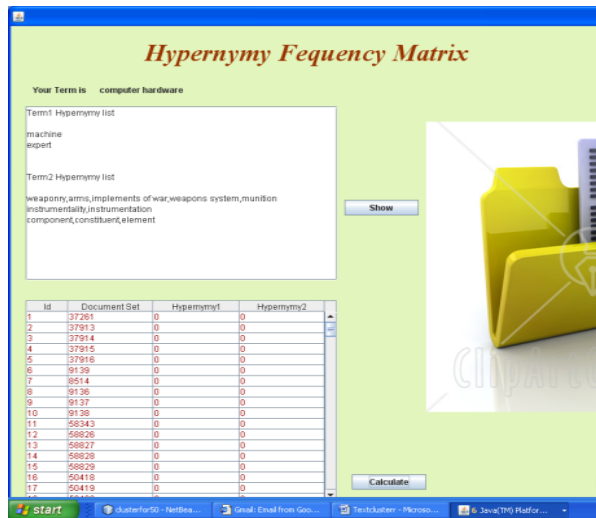 Hypernymy Fequency Matrix
Your Term is computer hardware
Term1 Hypernymy list
machine
expert
Term2 Hypernymy list
weaponry,arms,implements of war,weapons system,munition
instrumentality,instrumentation
component,constituent,element
Show
Id Document Set Hypernymy1 Hypernymy2
1 37261 0 0
2 37913 0 0
3 37914 0 0
4 37915 0 0
5 37916 0 0
6 9139 0 0
7 8514 0 0
8 9136 0 0
9 9137 0 0
10 9138 0 0
11 58343 0 0
12 58826 0 0
13 58827 0 0
14 58828 0 0
15 58829 0 0
16 50418 0 0
17 50419 0 0
Calculate
start clusterfor50 - NetBea... Gmail: Email from Goo... Textclusterr - Microso... 6 Java(TM) Platfor...